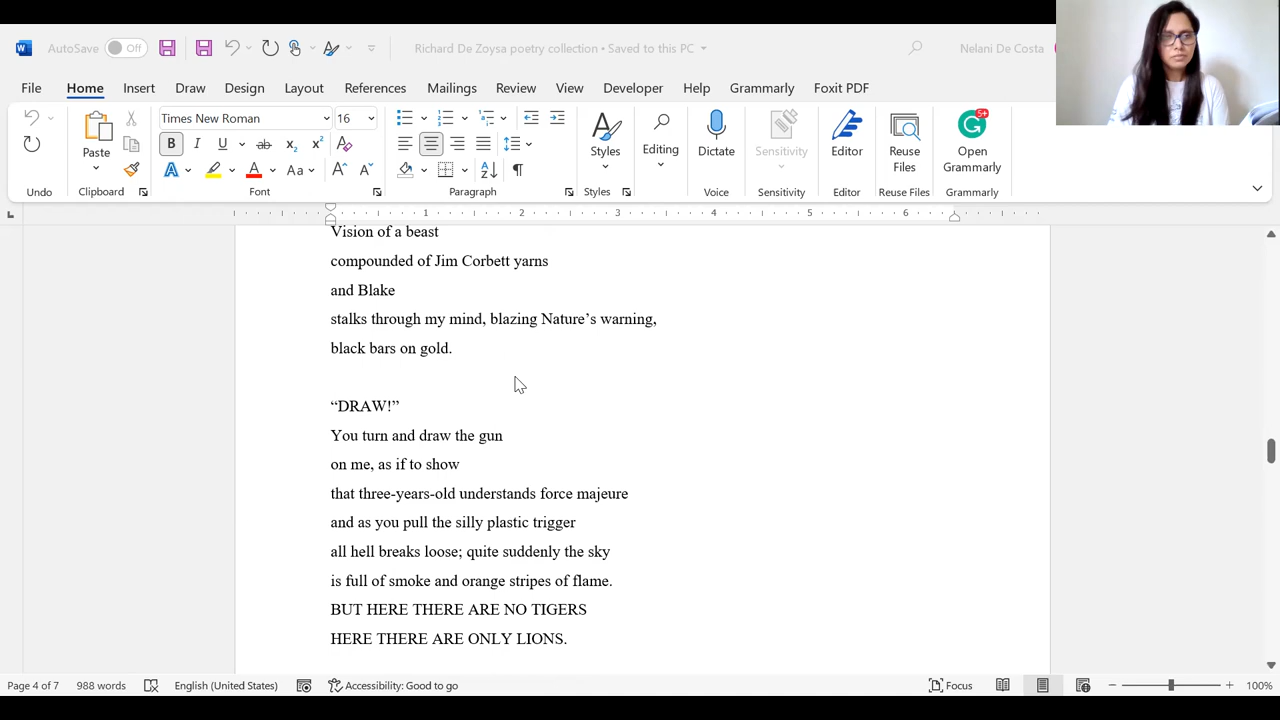 AutoSave Off Richard De Zoysa poetry collection • Saved to this PC Nelani De Costa
File Home Insert Draw Design Layout References Mailings Review View Developer Help Grammarly Foxit PDF
Times New Roman 16
Paste Styles Editing Dictate Sensitivity Editor Reuse Files Open Grammarly
Undo Clipboard Font Paragraph Styles Voice Sensitivity Editor Reuse Files Grammarly
1 2 3 4 5 6
Vision of a beast
compounded of Jim Corbett yarns
and Blake
stalks through my mind, blazing Nature’s warning,
black bars on gold.
“DRAW!”
You turn and draw the gun
on me, as if to show
that three-years-old understands force majeure
and as you pull the silly plastic trigger
all hell breaks loose; quite suddenly the sky
is full of smoke and orange stripes of flame.
BUT HERE THERE ARE NO TIGERS
HERE THERE ARE ONLY LIONS.
Page 4 of 7 988 words English (United States) Accessibility: Good to go Focus 100%